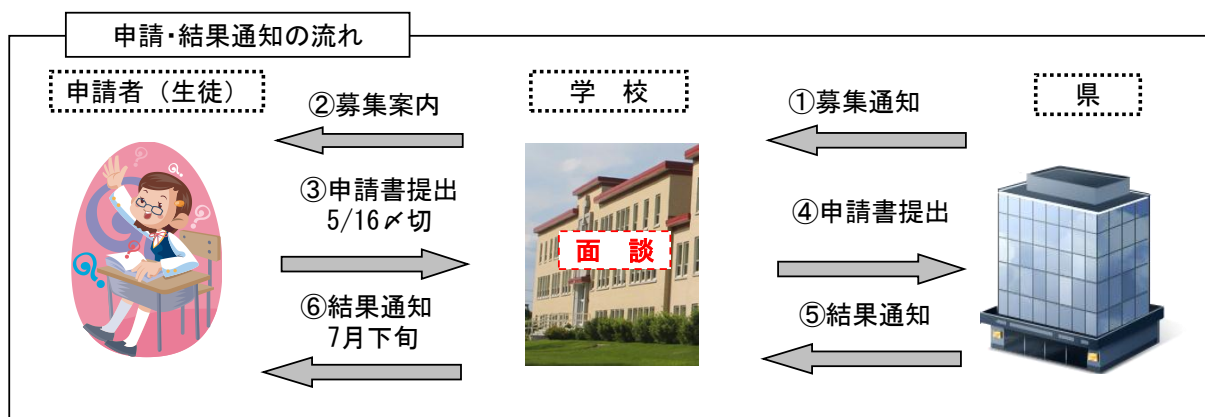 申請・結果通知の流れ
申請者（生徒）
学 校
県
②募集案内
①募集通知
③申請書提出
5/16〆切
④申請書提出
面 談
⑥結果通知
7月下旬
⑤結果通知